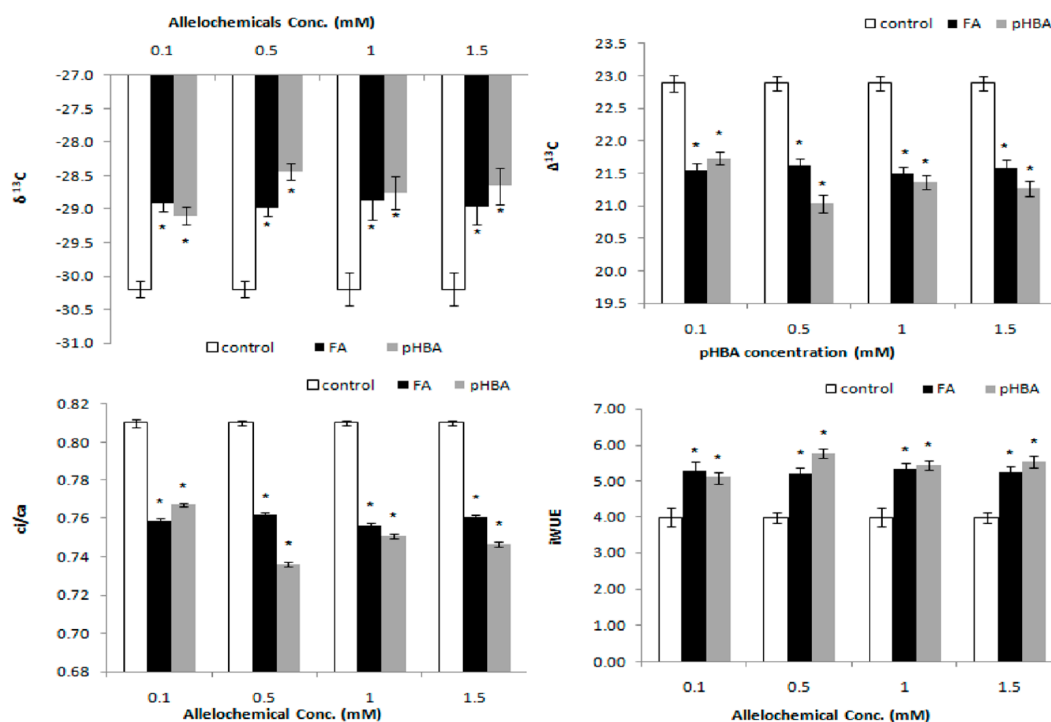 Allelochemicals Conc. (mM)
0.1 0.5 1 1.5
-27.0
-27.5
-28.0
-28.5
-29.0
-29.5
-30.0
-30.5
-31.0
δ 13C
* * * * * * * *
control FA pHBA
control FA pHBA
23.5
23.0
22.5
22.0
21.5
21.0
20.5
20.0
19.5
Δ13C
* * * * * * * *
0.1 0.5 1 1.5
pHBA concentration (mM)
control FA pHBA
0.82
0.80
0.78
0.76
0.74
0.72
0.70
0.68
ci/ca
* * * * * * * *
0.1 0.5 1 1.5
Allelochemical Conc. (mM)
control FA pHBA
7.00
6.00
5.00
4.00
3.00
2.00
1.00
0.00
iWUE
* * * * * * * *
0.1 0.5 1 1.5
Allelochemical Conc. (mM)